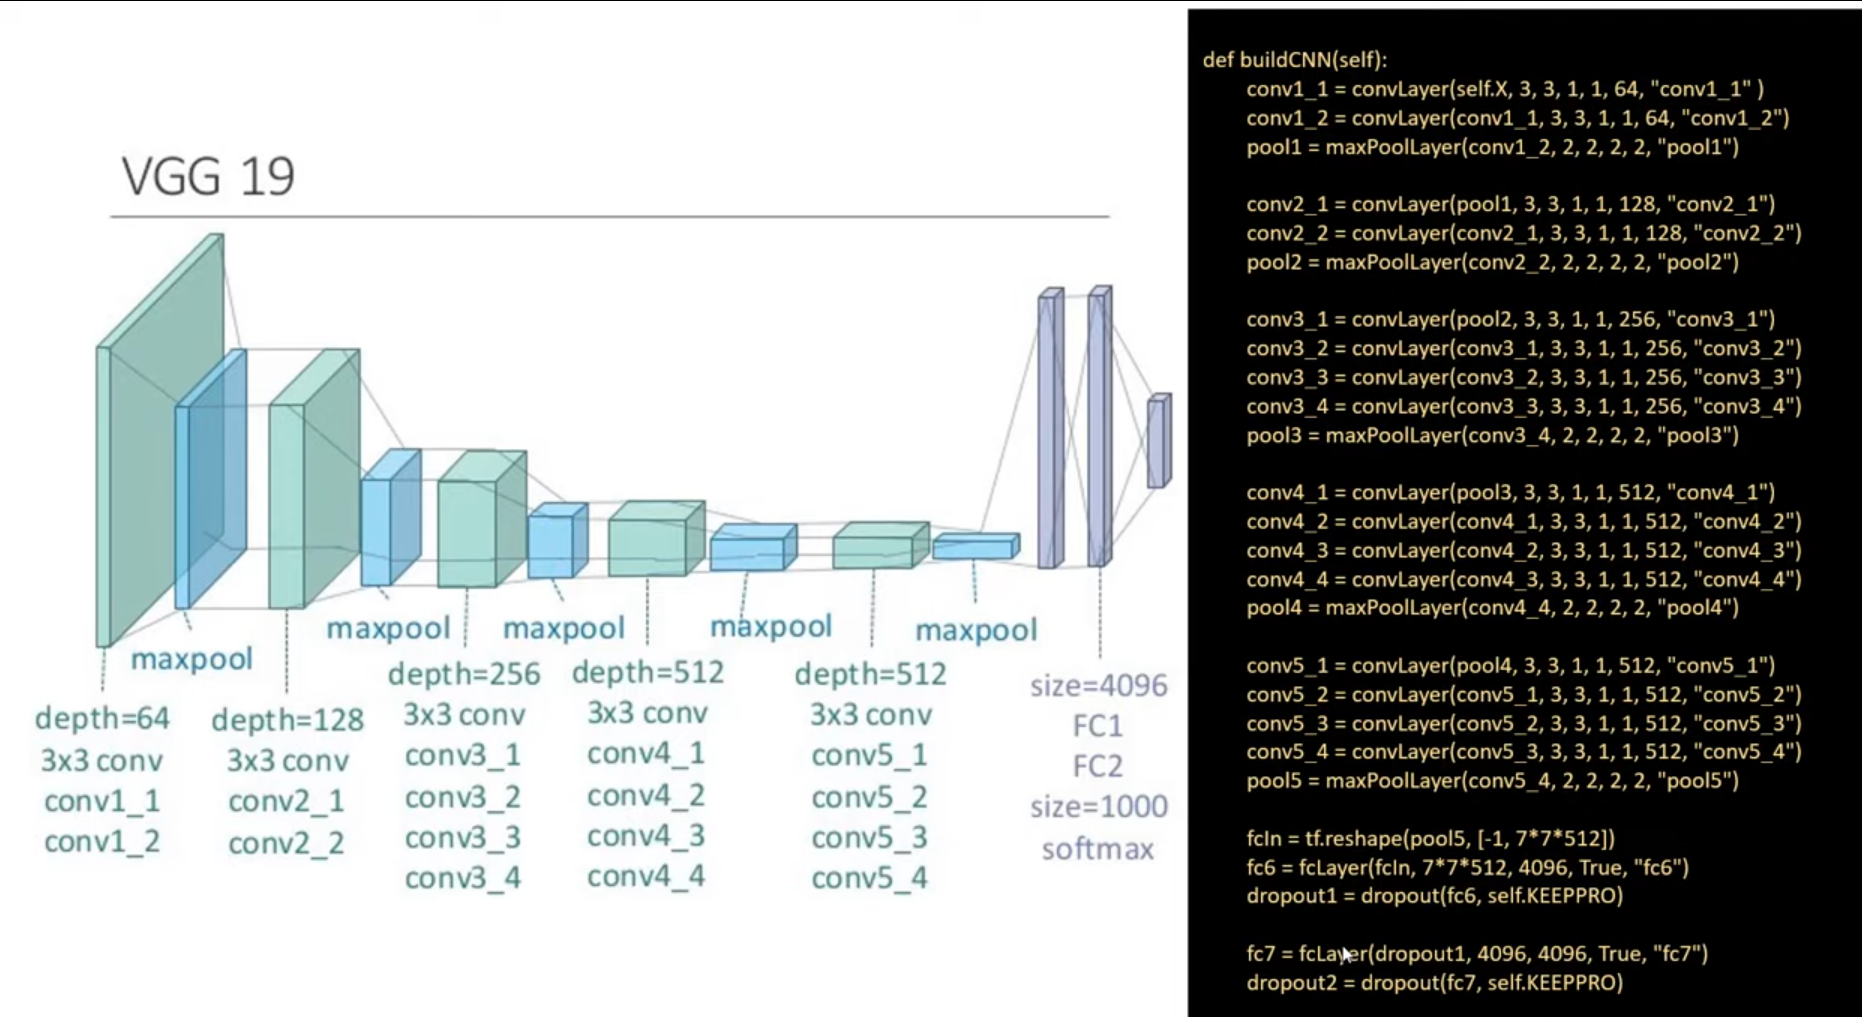 VGG 19
maxpool
maxpool
maxpool
maxpool
maxpool
depth=64
3x3 conv
conv1_1
conv1_2
depth=128
3x3 conv
conv2_1
conv2_2
depth=256
3x3 conv
conv3_1
conv3_2
conv3_3
conv3_4
depth=512
3x3 conv
conv4_1
conv4_2
conv4_3
conv4_4
depth=512
3x3 conv
conv5_1
conv5_2
conv5_3
conv5_4
size=4096
FC1
FC2
size=1000
softmax
def buildCNN(self):
conv1_1 = convLayer(self.X, 3, 3, 1, 1, 64, "conv1_1" )
conv1_2 = convLayer(conv1_1, 3, 3, 1, 1, 64, "conv1_2")
pool1 = maxPoolLayer(conv1_2, 2, 2, 2, 2, "pool1")
conv2_1 = convLayer(pool1, 3, 3, 1, 1, 128, "conv2_1")
conv2_2 = convLayer(conv2_1, 3, 3, 1, 1, 128, "conv2_2")
pool2 = maxPoolLayer(conv2_2, 2, 2, 2, 2, "pool2")
conv3_1 = convLayer(pool2, 3, 3, 1, 1, 256, "conv3_1")
conv3_2 = convLayer(conv3_1, 3, 3, 1, 1, 256, "conv3_2")
conv3_3 = convLayer(conv3_2, 3, 3, 1, 1, 256, "conv3_3")
conv3_4 = convLayer(conv3_3, 3, 3, 1, 1, 256, "conv3_4")
pool3 = maxPoolLayer(conv3_4, 2, 2, 2, 2, "pool3")
conv4_1 = convLayer(pool3, 3, 3, 1, 1, 512, "conv4_1")
conv4_2 = convLayer(conv4_1, 3, 3, 1, 1, 512, "conv4_2")
conv4_3 = convLayer(conv4_2, 3, 3, 1, 1, 512, "conv4_3")
conv4_4 = convLayer(conv4_3, 3, 3, 1, 1, 512, "conv4_4")
pool4 = maxPoolLayer(conv4_4, 2, 2, 2, 2, "pool4")
conv5_1 = convLayer(pool4, 3, 3, 1, 1, 512, "conv5_1")
conv5_2 = convLayer(conv5_1, 3, 3, 1, 1, 512, "conv5_2")
conv5_3 = convLayer(conv5_2, 3, 3, 1, 1, 512, "conv5_3")
conv5_4 = convLayer(conv5_3, 3, 3, 1, 1, 512, "conv5_4")
pool5 = maxPoolLayer(conv5_4, 2, 2, 2, 2, "pool5")
fcIn = tf.reshape(pool5, [-1, 7*7*512])
fc6 = fcLayer(fcIn, 7*7*512, 4096, True, "fc6")
dropout1 = dropout(fc6, self.KEEPPRO)
fc7 = fcLayer(dropout1, 4096, 4096, True, "fc7")
dropout2 = dropout(fc7, self.KEEPPRO)